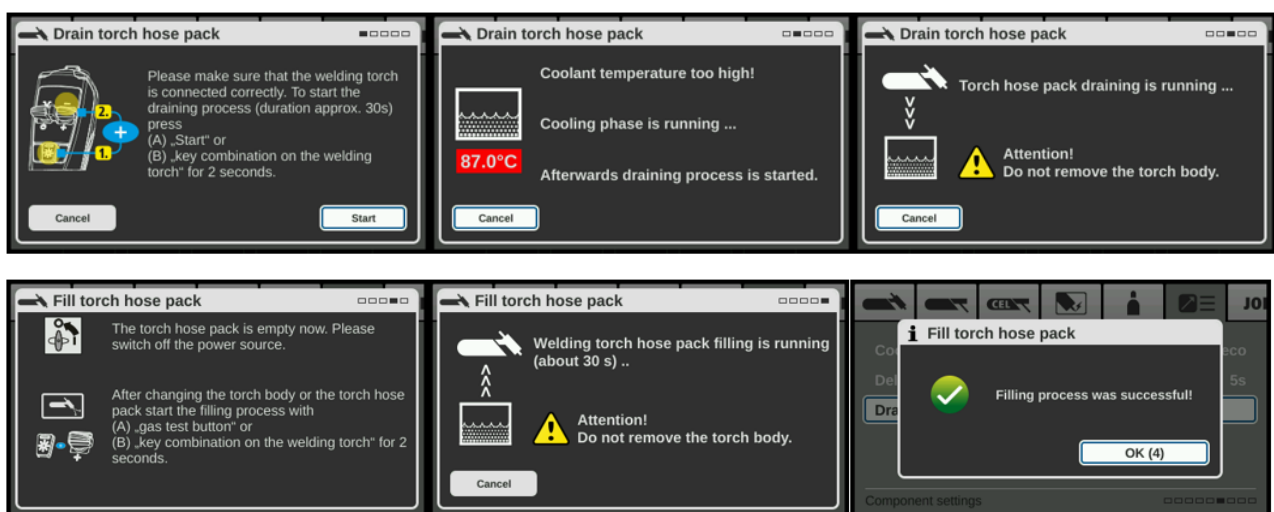 Drain torch hose pack
Please make sure that the welding torch
is connected correctly. To start the
draining process (duration approx. 30s)
press
(A) „Start“ or
(B) „key combination on the welding
torch“ for 2 seconds.
2.
1.
Cancel
Start
Drain torch hose pack
Coolant temperature too high!
Cooling phase is running ...
87.0°C
Afterwards draining process is started.
Cancel
Drain torch hose pack
Torch hose pack draining is running ...
Attention!
Do not remove the torch body.
Cancel
Fill torch hose pack
The torch hose pack is empty now. Please
switch off the power source.
After changing the torch body or the torch hose
pack start the filling process with
(A) „gas test button“ or
(B) „key combination on the welding torch“ for 2
seconds.
Fill torch hose pack
Welding torch hose pack filling is running
(about 30 s) ..
Attention!
Do not remove the torch body.
Cancel
CEL
JO
Fill torch hose pack
Coo
eco
Del
5s
Filling process was successful!
Dra
OK (4)
Component settings